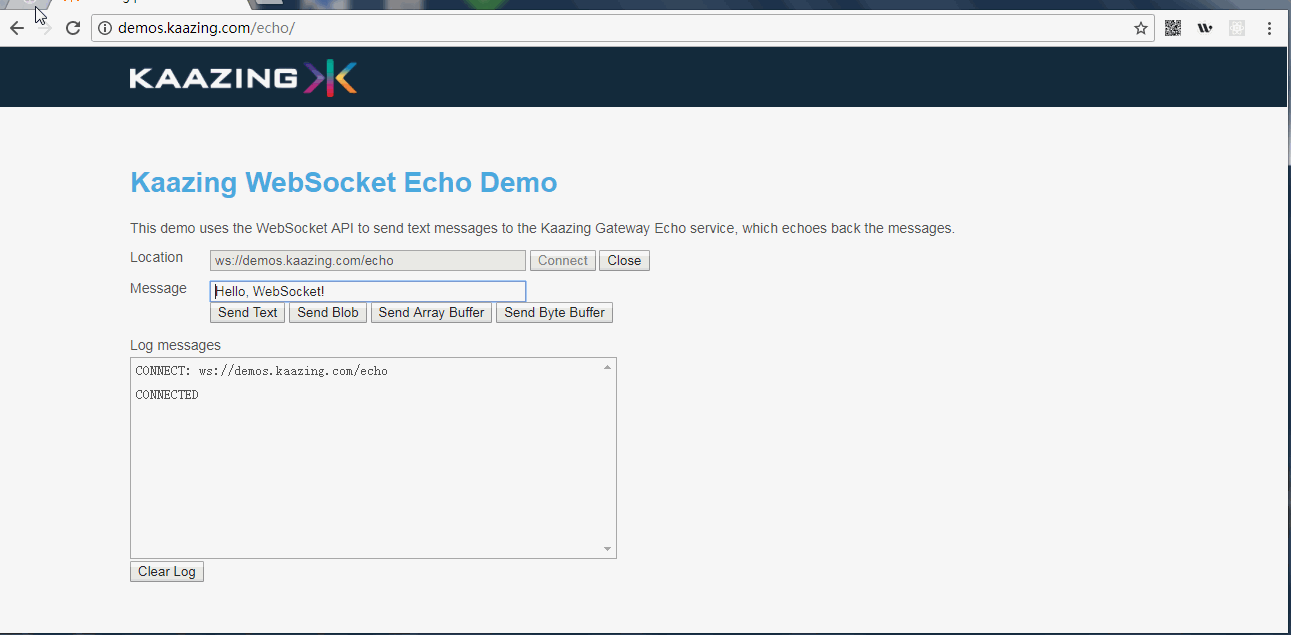 demos.kaazing.com/echo/
KAAZING
Kaazing WebSocket Echo Demo
This demo uses the WebSocket API to send text messages to the Kaazing Gateway Echo service, which echoes back the messages.
Location ws://demos.kaazing.com/echo Connect Close
Message Hello, WebSocket!
Send Text Send Blob Send Array Buffer Send Byte Buffer
Log messages
CONNECT: ws://demos.kaazing.com/echo
CONNECTED
Clear Log